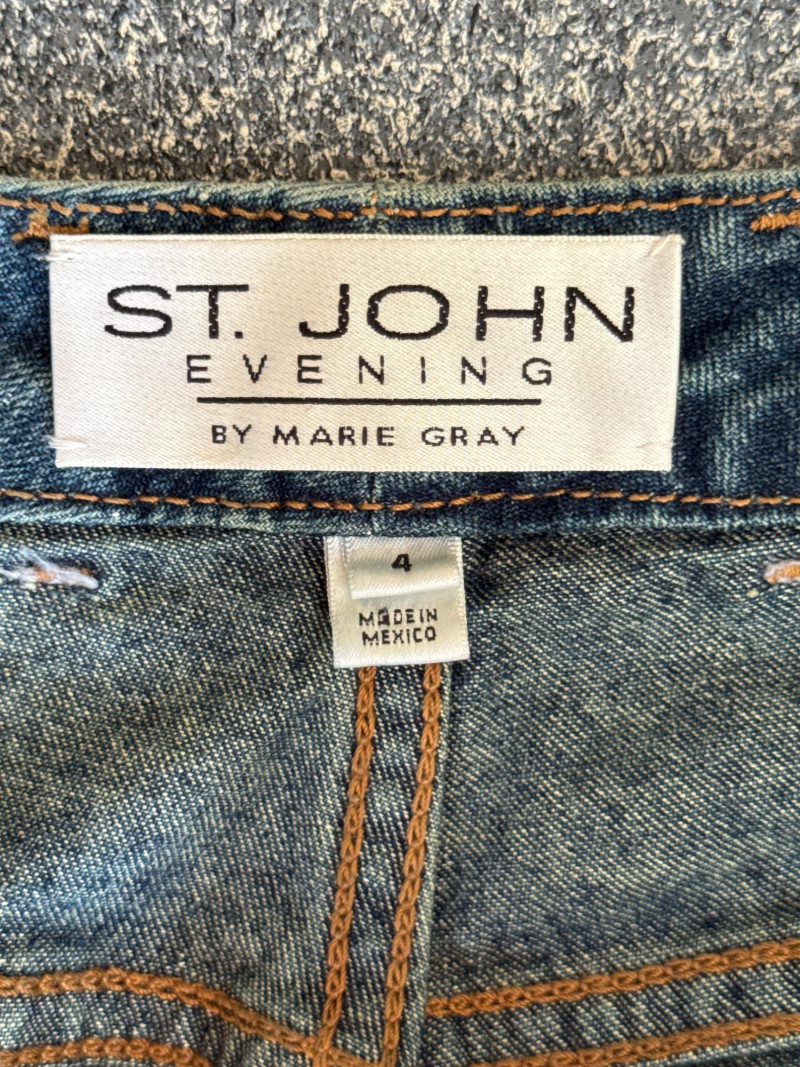 ST. JOHN
EVENING
BY MARIE GRAY
4
MADE IN
MEXICO